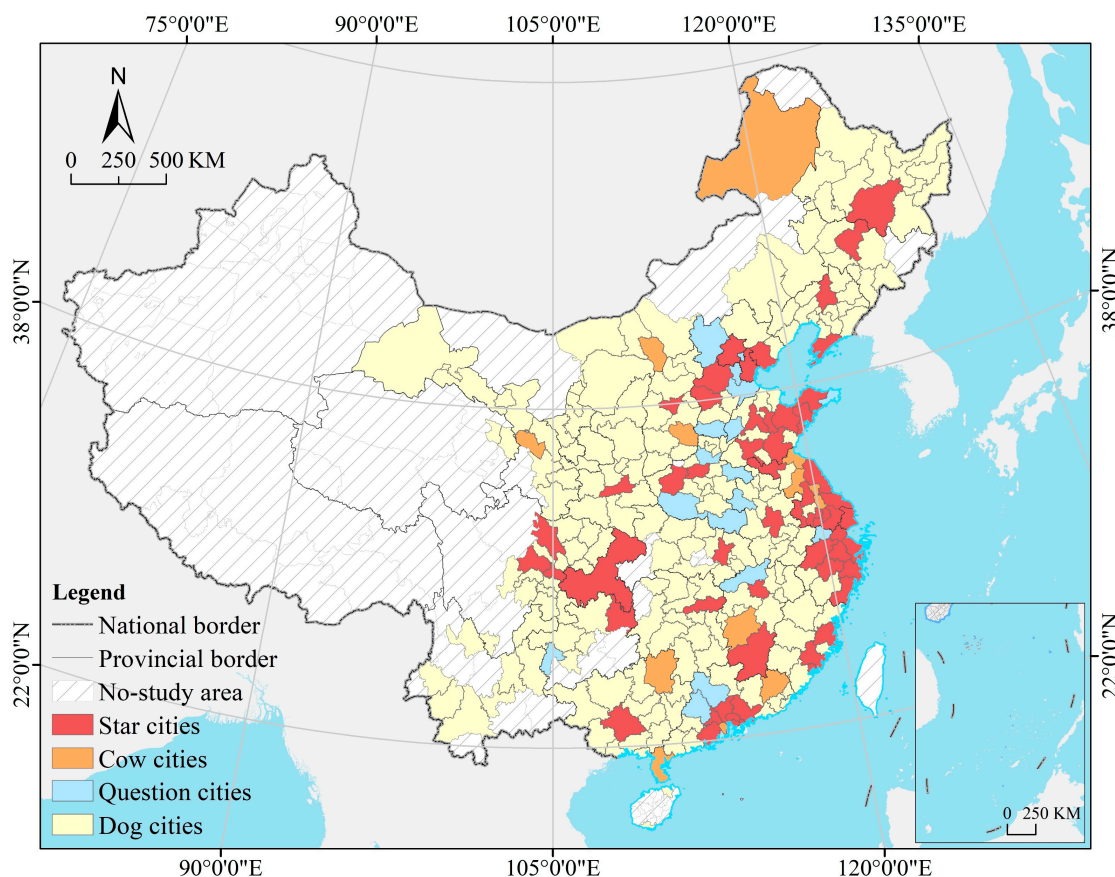 75°0'0"E 90°0'0"E 105°0'0"E 120°0'0"E 135°0'0"E
N
0 250 500 KM
38°0'0"N
38°0'0"N
22°0'0"N
22°0'0"N
Legend
National border
Provincial border
No-study area
Star cities
Cow cities
Question cities
Dog cities
0 250 KM
90°0'0"E 105°0'0"E 120°0'0"E